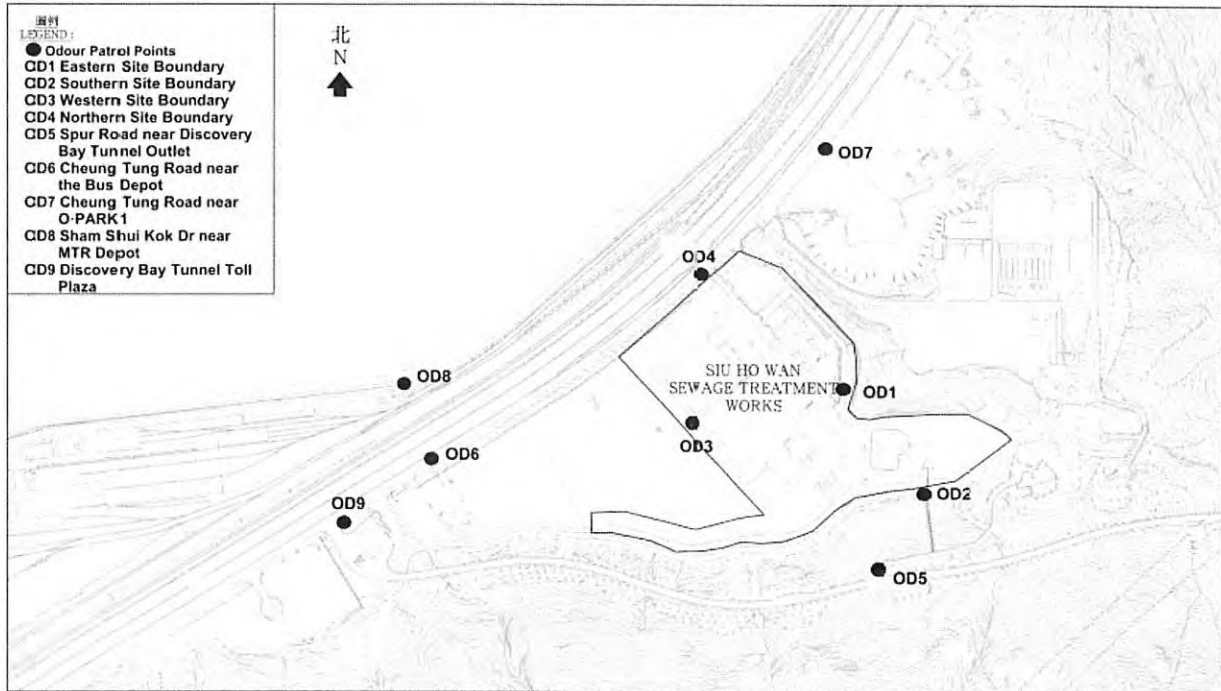 圖例
LEGEND:
Odour Patrol Points
OD1 Eastern Site Boundary
OD2 Southern Site Boundary
OD3 Western Site Boundary
OD4 Northern Site Boundary
OD5 Spur Road near Discovery
Bay Tunnel Outlet
OD6 Cheung Tung Road near
the Bus Depot
OD7 Cheung Tung Road near
O·PARK1
OD8 Sham Shui Kok Dr near
MTR Depot
OD9 Discovery Bay Tunnel Toll
Plaza
北
N
OD7
OD4
OD8
SIU HO WAN
SEWAGE TREATMENT
WORKS
OD1
OD3
OD6
OD2
OD9
OD5